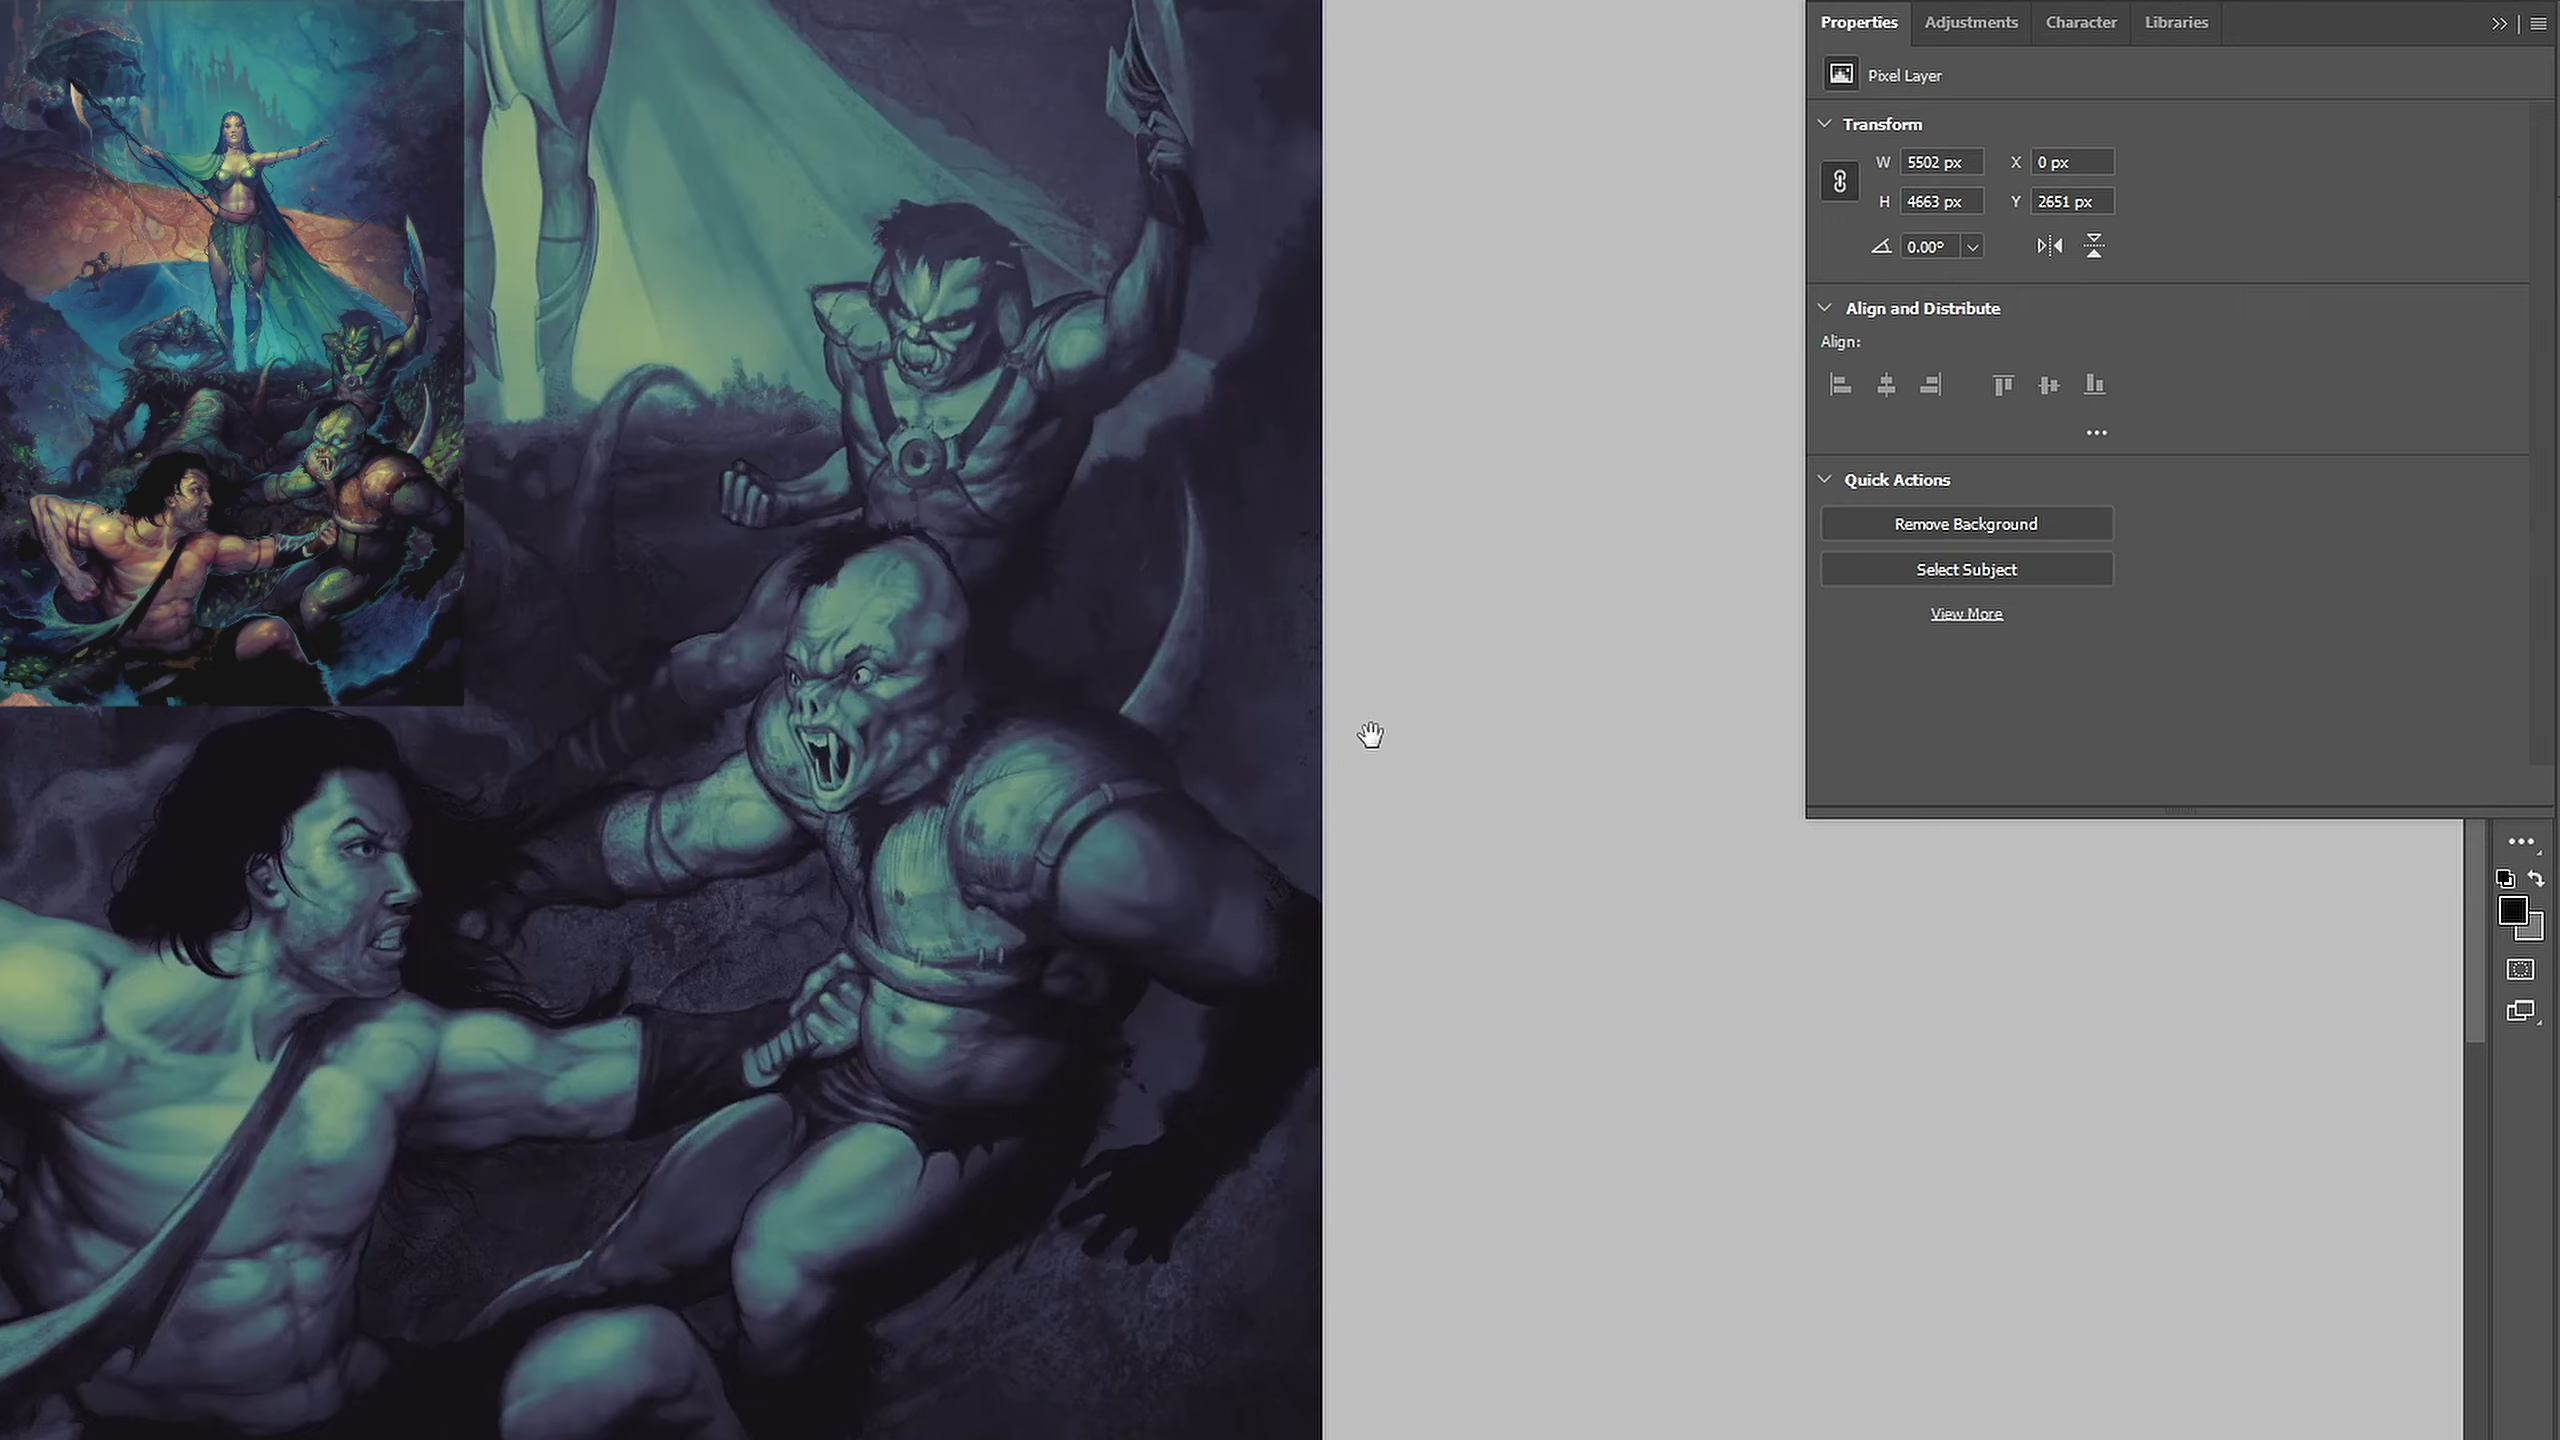 Properties Adjustments Character Libraries
Pixel Layer
Transform
W 5502 px X 0 px
H 4663 px Y 2651 px
0.00°
Align and Distribute
Align:
Quick Actions
Remove Background
Select Subject
View More